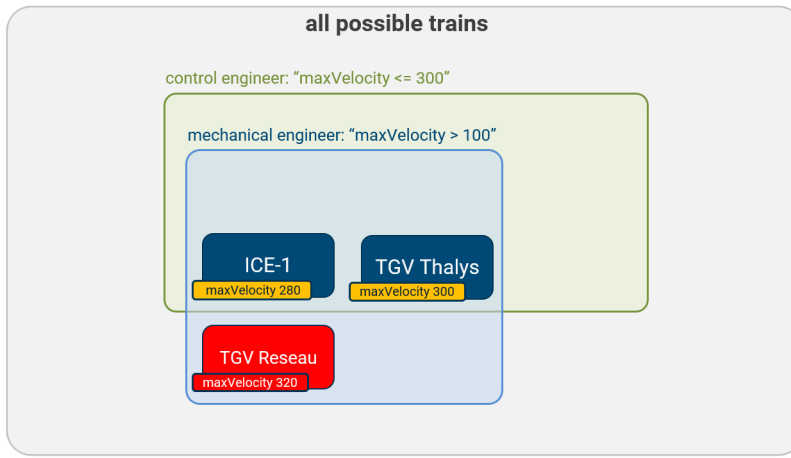 all possible trains
control engineer: “maxVelocity <= 300”
mechanical engineer: “maxVelocity > 100”
ICE-1
maxVelocity 280
TGV Thalys
maxVelocity 300
TGV Reseau
maxVelocity 320